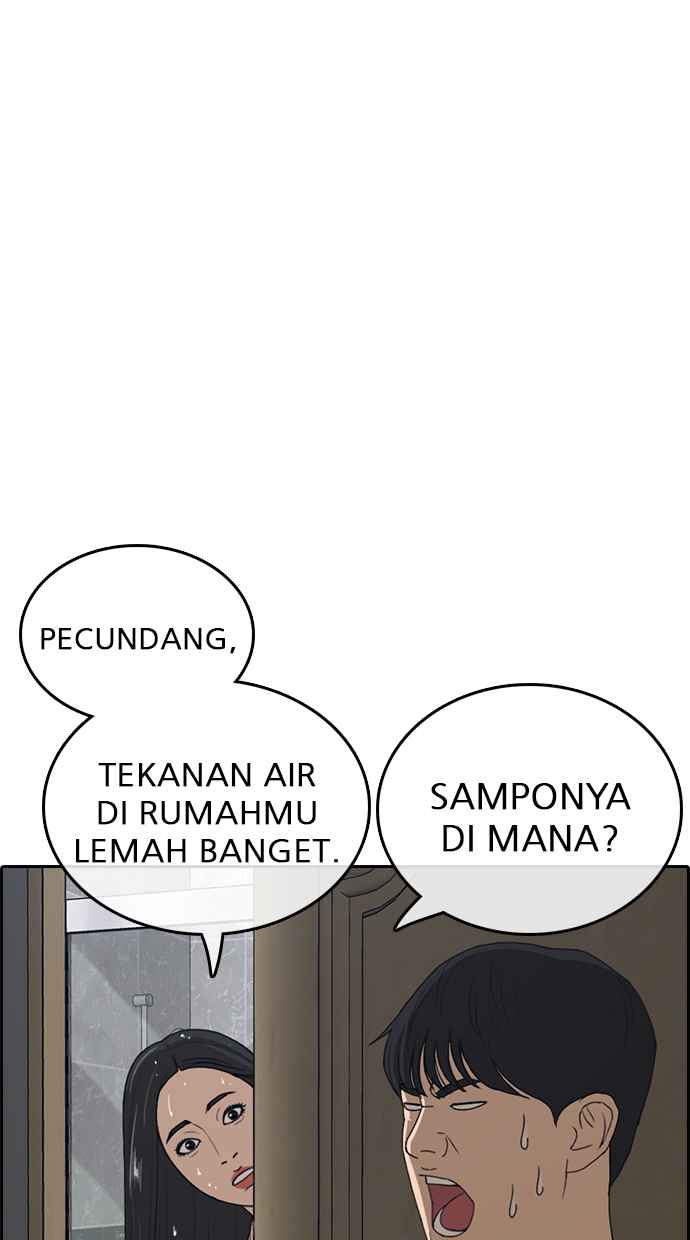 PECUNDANG,
TEKANAN AIR
DI RUMAHMU
LEMAH BANGET.
SAMPONYA
DI MANA?